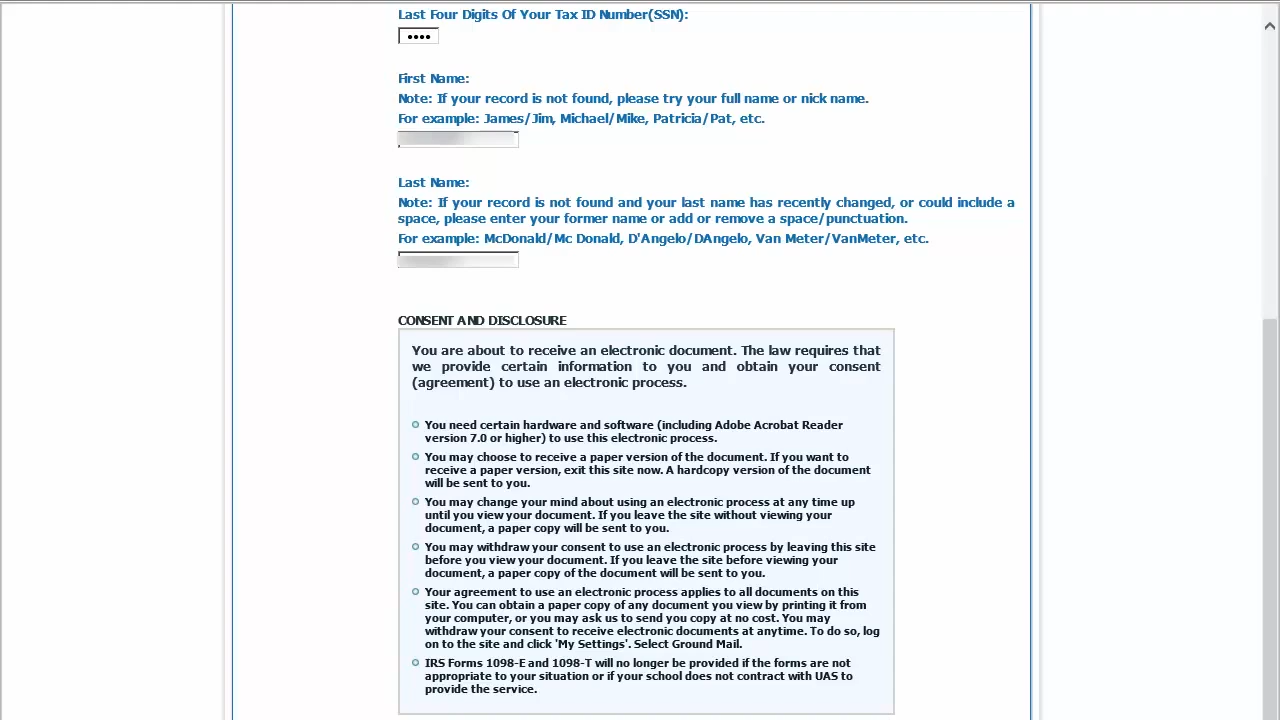 Last Four Digits Of Your Tax ID Number(SSN):
••••
First Name:
Note: If your record is not found, please try your full name or nick name.
For example: James/Jim, Michael/Mike, Patricia/Pat, etc.
Last Name:
Note: If your record is not found and your last name has recently changed, or could include a
space, please enter your former name or add or remove a space/punctuation.
For example: McDonald/Mc Donald, D'Angelo/DAngelo, Van Meter/VanMeter, etc.
CONSENT AND DISCLOSURE
You are about to receive an electronic document. The law requires that
we provide certain information to you and obtain your consent
(agreement) to use an electronic process.
You need certain hardware and software (including Adobe Acrobat Reader
version 7.0 or higher) to use this electronic process.
You may choose to receive a paper version of the document. If you want to
receive a paper version, exit this site now. A hardcopy version of the document
will be sent to you.
You may change your mind about using an electronic process at any time up
until you view your document. If you leave the site without viewing your
document, a paper copy will be sent to you.
You may withdraw your consent to use an electronic process by leaving this site
before you view your document. If you leave the site before viewing your
document, a paper copy of the document will be sent to you.
Your agreement to use an electronic process applies to all documents on this
site. You can obtain a paper copy of any document you view by printing it from
your computer, or you may ask us to send you copy at no cost. You may
withdraw your consent to receive electronic documents at anytime. To do so, log
on to the site and click 'My Settings'. Select Ground Mail.
IRS Forms 1098-E and 1098-T will no longer be provided if the forms are not
appropriate to your situation or if your school does not contract with UAS to
provide the service.